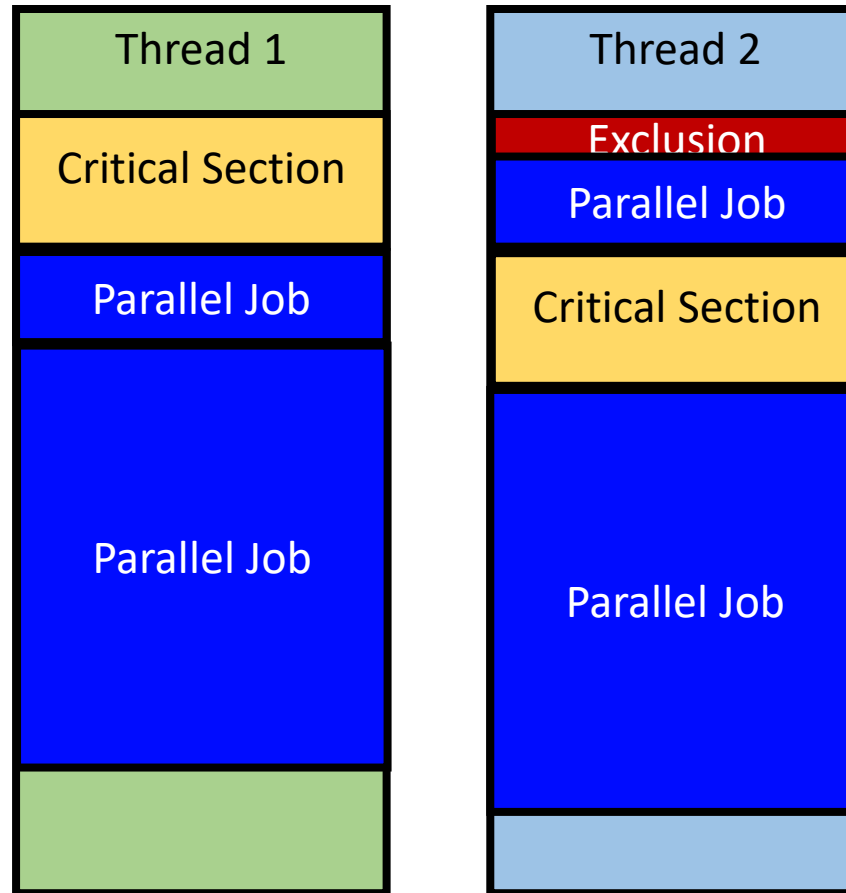 Thread 1
Critical Section
Parallel Job
Parallel Job
Thread 2
Exclusion
Parallel Job
Critical Section
Parallel Job